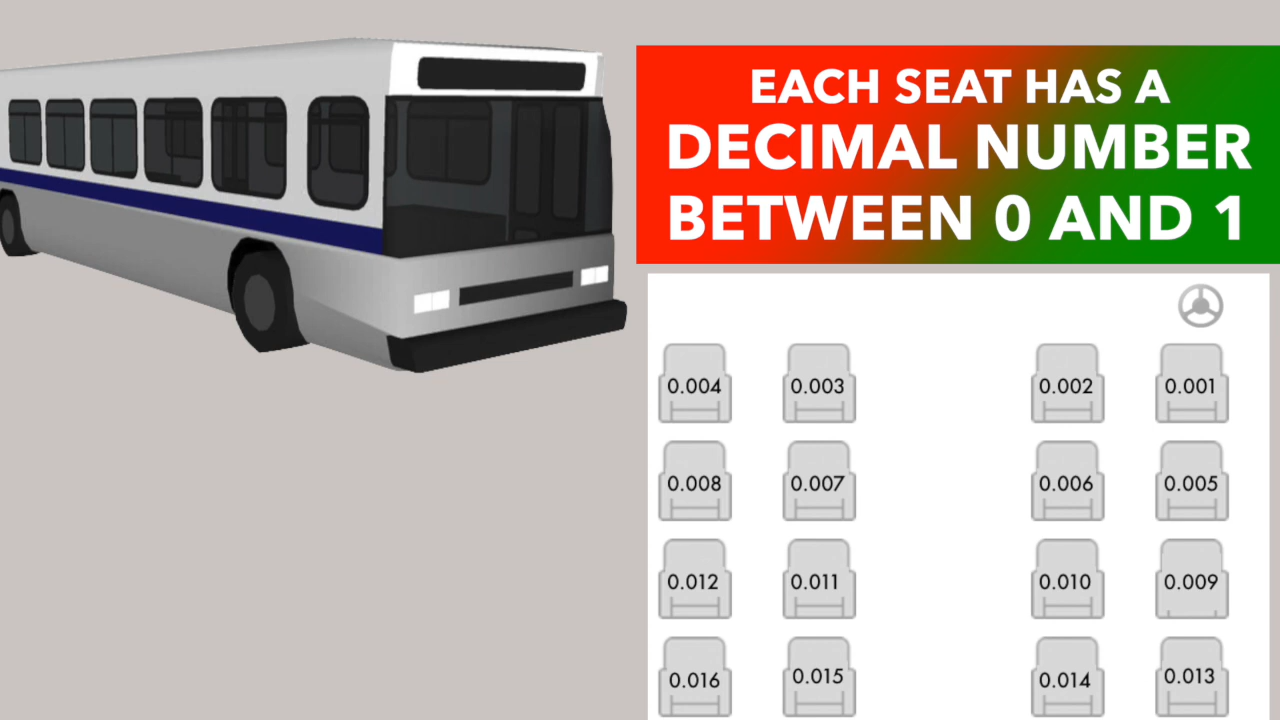 EACH SEAT HAS A
DECIMAL NUMBER
BETWEEN 0 AND 1
0.004 0.003 0.002 0.001
0.008 0.007 0.006 0.005
0.012 0.011 0.010 0.009
0.016 0.015 0.014 0.013